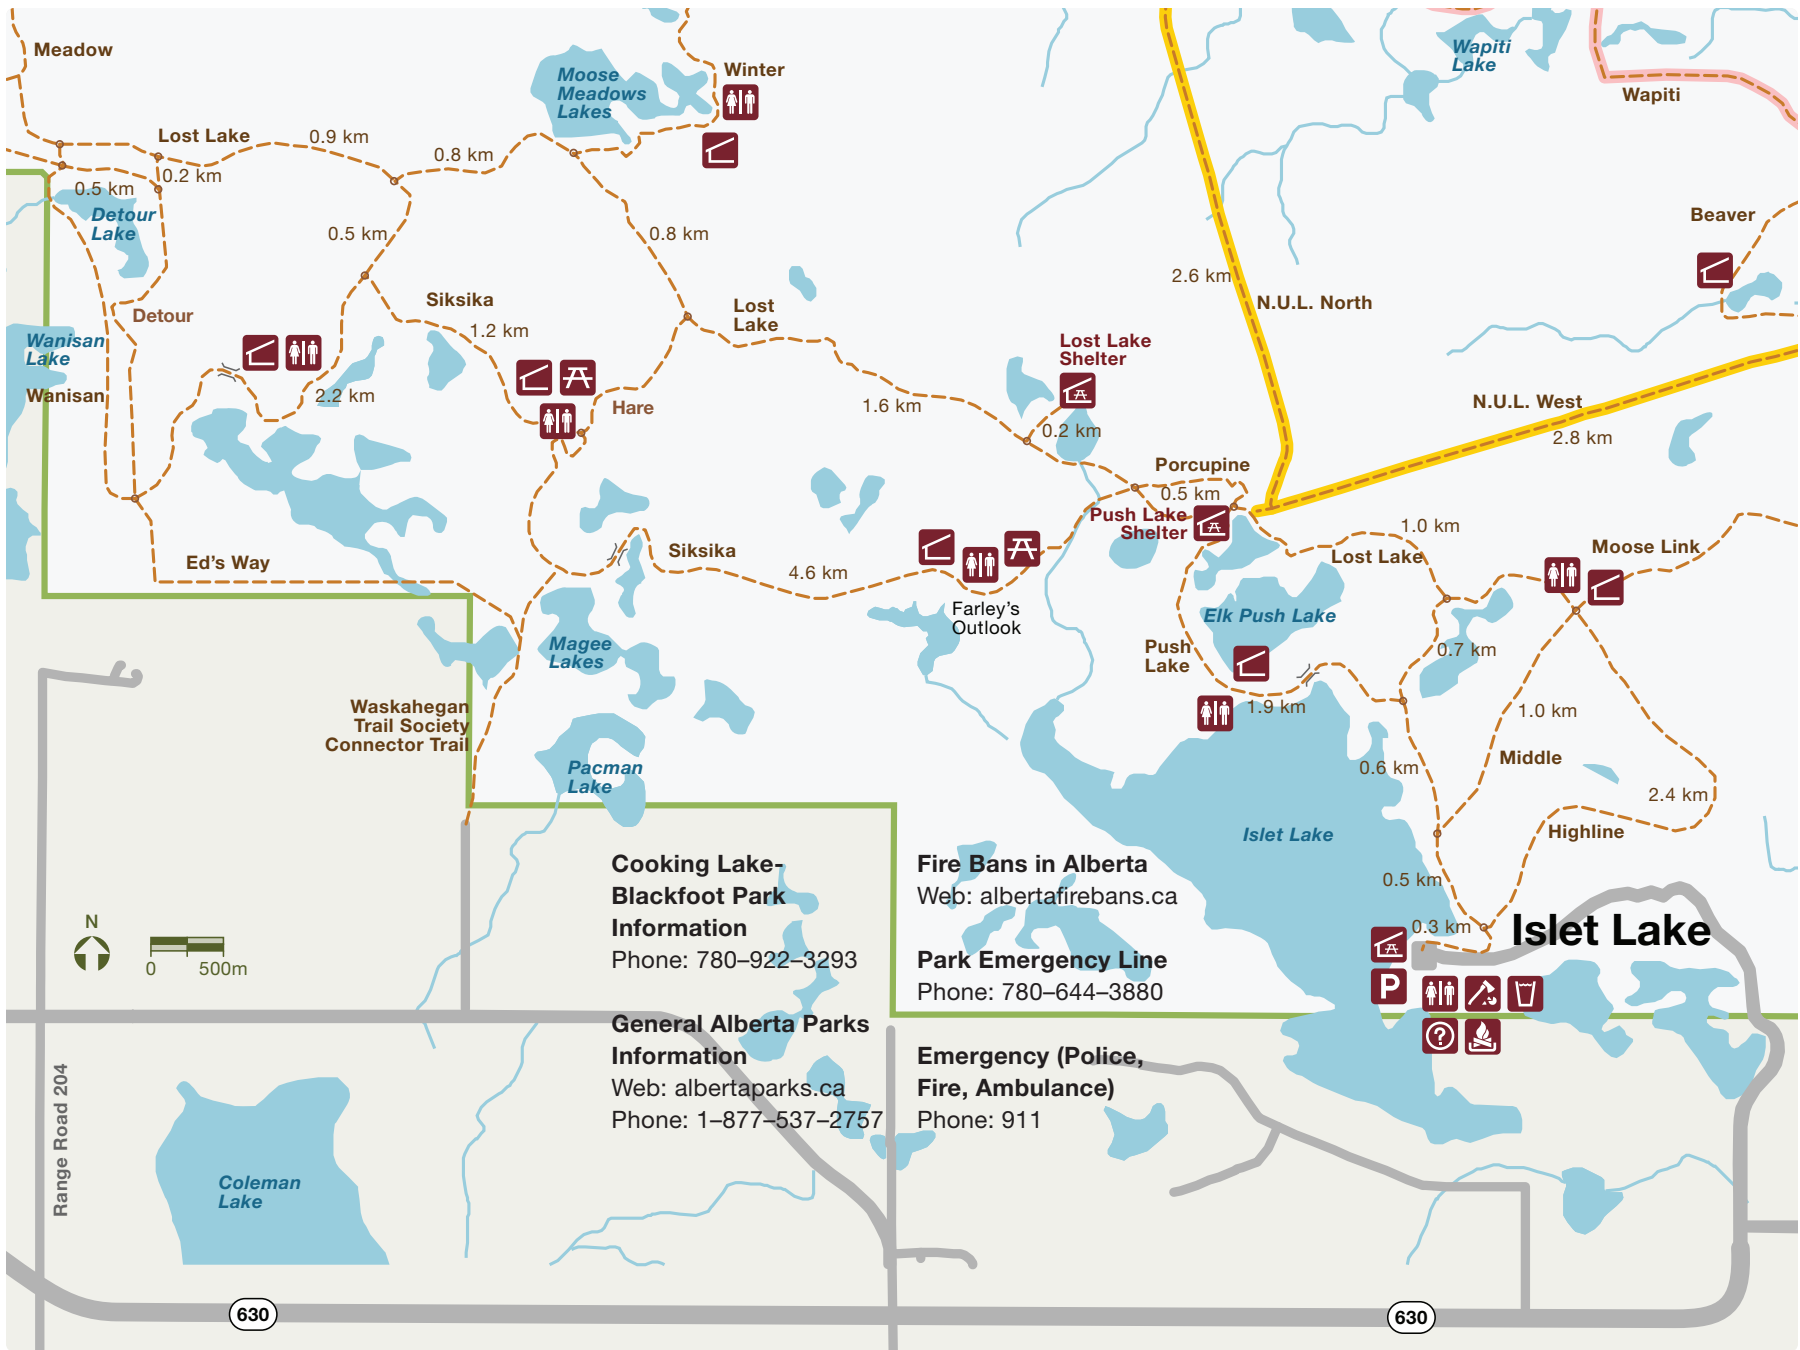 Meadow
Lost Lake
0.9 km
0.2 km
0.5 km
Detour
Lake
0.8 km
Moose
Meadows
Lakes
Winter
Wapiti
Lake
Wapiti
0.5 km
0.8 km
Beaver
2.6 km
N.U.L. North
Siksika
1.2 km
Lost
Lake
Detour
Wanisan
Lake
Wanisan
2.2 km
Hare
Lost Lake
Shelter
1.6 km
0.2 km
N.U.L. West
2.8 km
Porcupine
0.5 km
Push Lake
Shelter
1.0 km
Lost Lake
Moose Link
Ed's Way
Siksika
4.6 km
Farley's
Outlook
Elk Push Lake
Push
Lake
0.7 km
Magee
Lakes
1.9 km
1.0 km
Waskahegan
Trail Society
Connector Trail
Pacman
Lake
0.6 km
Middle
2.4 km
Highline
Islet Lake
0.5 km
0.3 km
Islet Lake
P
?
N
0 500m
Cooking Lake-
Blackfoot Park
Information
Phone: 780–922–3293
General Alberta Parks
Information
Web: albertaparks.ca
Phone: 1–877–537–2757
Fire Bans in Alberta
Web: albertafirebans.ca
Park Emergency Line
Phone: 780–644–3880
Emergency (Police,
Fire, Ambulance)
Phone: 911
Range Road 204
Coleman
Lake
630
630